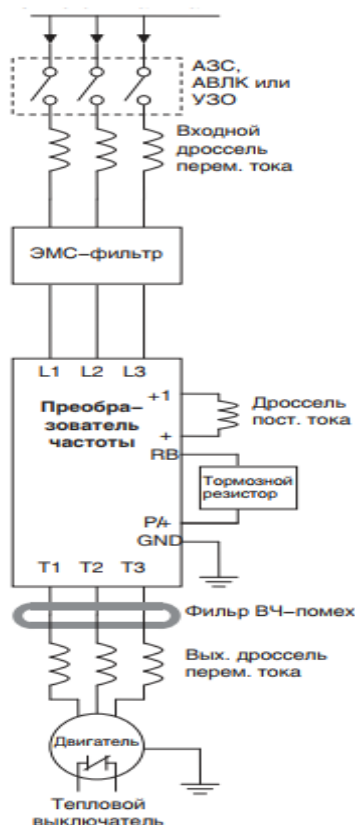 АЗС,
АВЛК или
УЗО
Входной
дроссель
перем. тока
ЭМС–фильтр
L1 L2 L3
+1
Преобра–
зователь
частоты
Дроссель
пост. тока
+
RB
Тормозной
резистор
P/+
GND
T1 T2 T3
Фильр ВЧ–помех
Вых. дроссель
перем. тока
Двигатель
Тепловой
выключатель